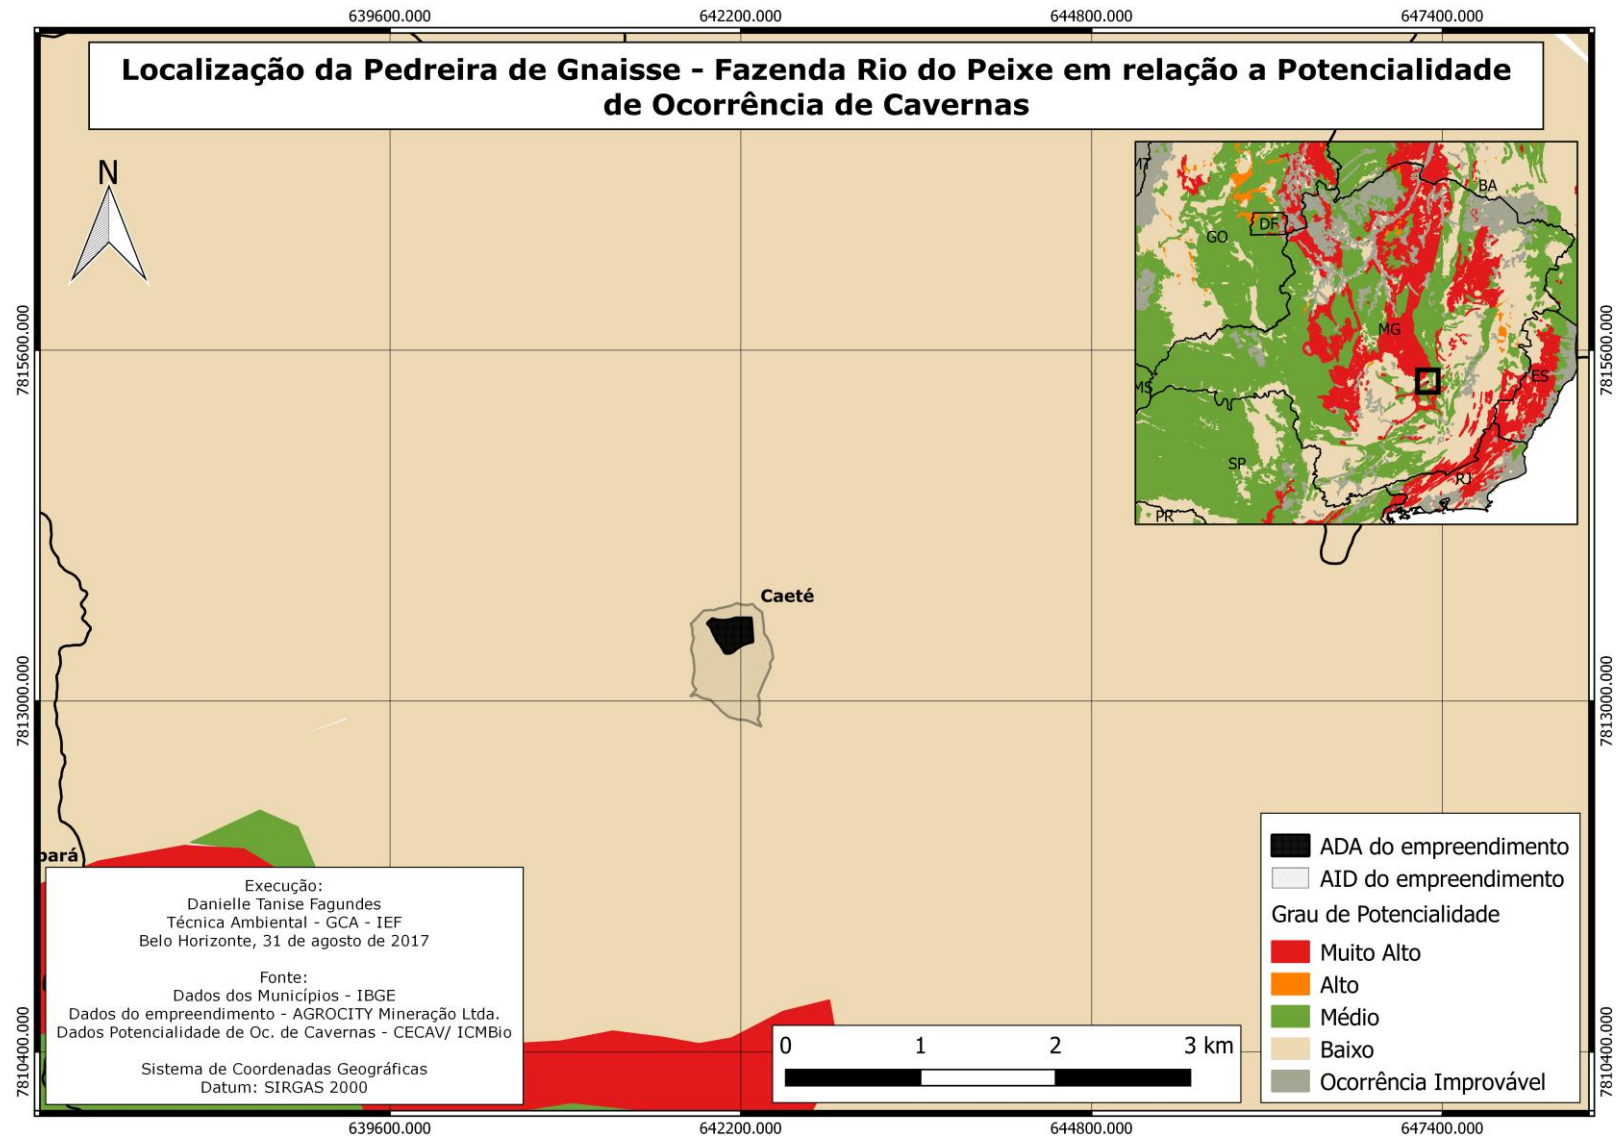 639600.000
642200.000
644800.000
647400.000
Localização da Pedreira de Gnaisse - Fazenda Rio do Peixe em relação a Potencialidade
de Ocorrência de Cavernas
N
MT
BA
DF
GO
MG
MS
ES
SP
RJ
PR
7815600.000
7815600.000
Caeté
7813000.000
7813000.000
pará
Execução:
Danielle Tanise Fagundes
Técnica Ambiental - GCA - IEF
Belo Horizonte, 31 de agosto de 2017
Fonte:
Dados dos Municípios - IBGE
Dados do empreendimento - AGROCITY Mineração Ltda.
Dados Potencialidade de Oc. de Cavernas - CECAV/ ICMBio
Sistema de Coordenadas Geográficas
Datum: SIRGAS 2000
0 1 2 3 km
ADA do empreendimento
AID do empreendimento
Grau de Potencialidade
Muito Alto
Alto
Médio
Baixo
Ocorrência Improvável
7810400.000
7810400.000
639600.000
642200.000
644800.000
647400.000